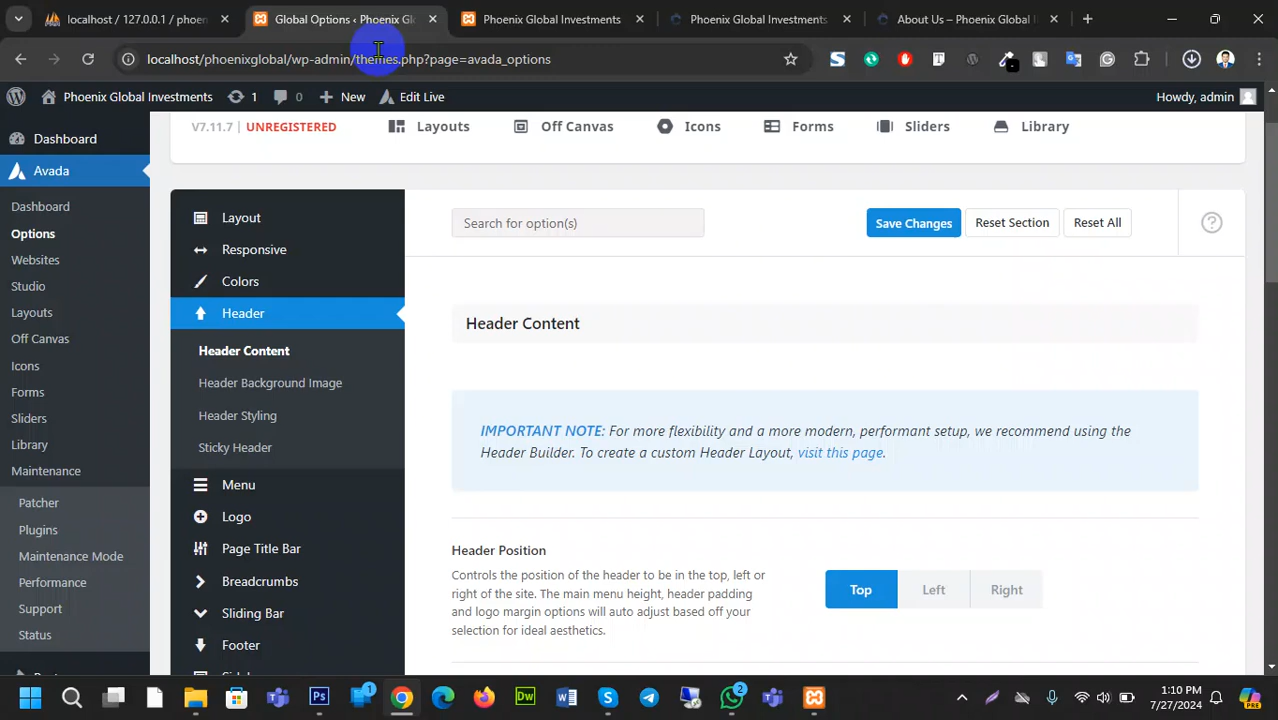 localhost / 127.0.0.1 / phoen
Global Options ‹ Phoenix Gl
Phoenix Global Investments
Phoenix Global Investments
About Us – Phoenix Global I
localhost/phoenixglobal/wp-admin/themes.php?page=avada_options
Phoenix Global Investments
1
0
New
Edit Live
Howdy, admin
V7.11.7 | UNREGISTERED
Layouts
Off Canvas
Icons
Forms
Sliders
Library
Dashboard
Avada
Dashboard
Options
Websites
Studio
Layouts
Off Canvas
Icons
Forms
Sliders
Library
Maintenance
Patcher
Plugins
Maintenance Mode
Performance
Support
Status
Layout
Responsive
Colors
Header
Header Content
Header Background Image
Header Styling
Sticky Header
Menu
Logo
Page Title Bar
Breadcrumbs
Sliding Bar
Footer
Search for option(s)
Save Changes
Reset Section
Reset All
Header Content
IMPORTANT NOTE: For more flexibility and a more modern, performant setup, we recommend using the
Header Builder. To create a custom Header Layout, visit this page.
Header Position
Controls the position of the header to be in the top, left or
right of the site. The main menu height, header padding
and logo margin options will auto adjust based off your
selection for ideal aesthetics.
Top
Left
Right
1
2
1:10 PM
7/27/2024